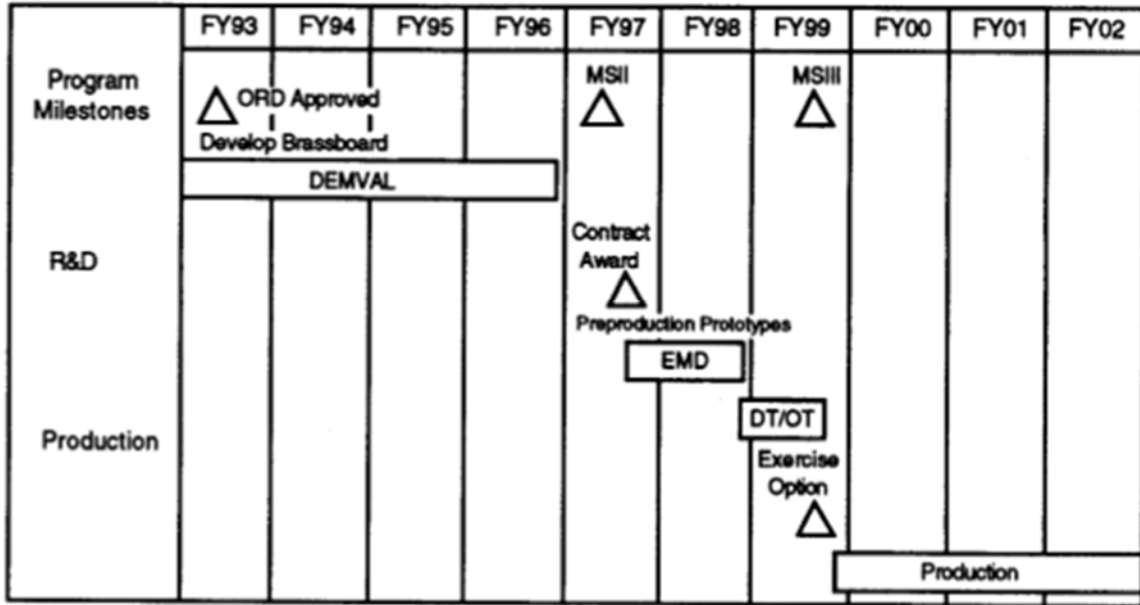 FY93 FY94 FY95 FY96 FY97 FY98 FY99 FY00 FY01 FY02
Program
Milestones
MSII
MSIII
ORD Approved
Develop Brassboard
DEMVAL
R&D
Contract
Award
Preproduction Prototypes
EMD
Production
DT/OT
Exercise
Option
Production